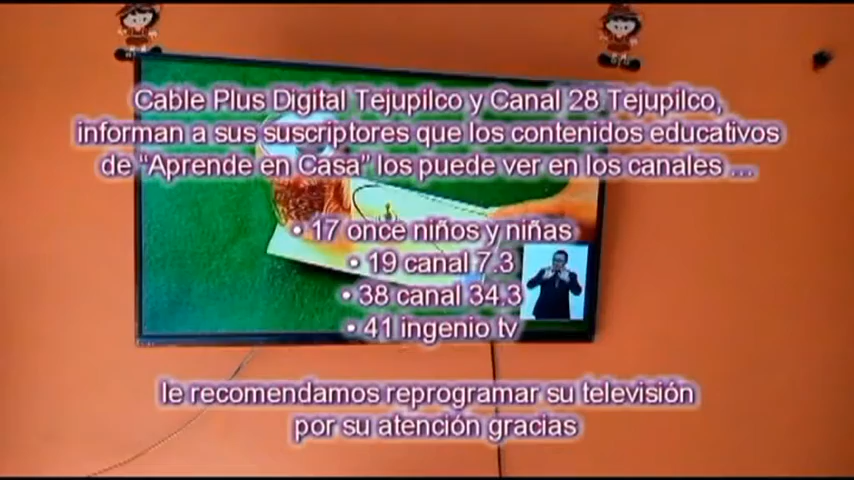 Cable Plus Digital Tejupilco y Canal 28 Tejupilco,
informan a sus suscriptores que los contenidos educativos
de “Aprende en Casa” los puede ver en los canales ...
• 17 once niños y niñas
• 19 canal 7.3
• 38 canal 34.3
• 41 ingenio tv
le recomendamos reprogramar su televisión
por su atención gracias